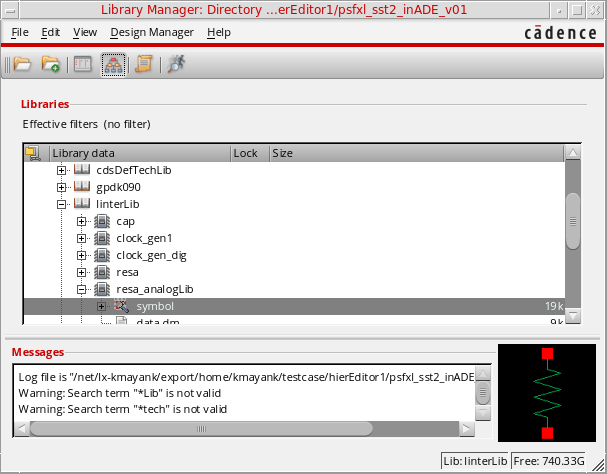 Library Manager: Directory ...erEditor1/psfxl_sst2_inADE_v01
File Edit View Design Manager Help
cādence
Libraries
Effective filters (no filter)
Library data Lock Size
cdsDefTechLib
gpdk090
linterLib
cap
clock_gen1
clock_gen_dig
resa
resa_analogLib
symbol 19k
data.dm 9k
Messages
Log file is "/net/lx-kmayank/export/home/kmayank/testcase/hierEditor1/psfxl_sst2_inADE
Warning: Search term "*Lib" is not valid
Warning: Search term "*tech" is not valid
Lib: linterLib Free: 740.33G